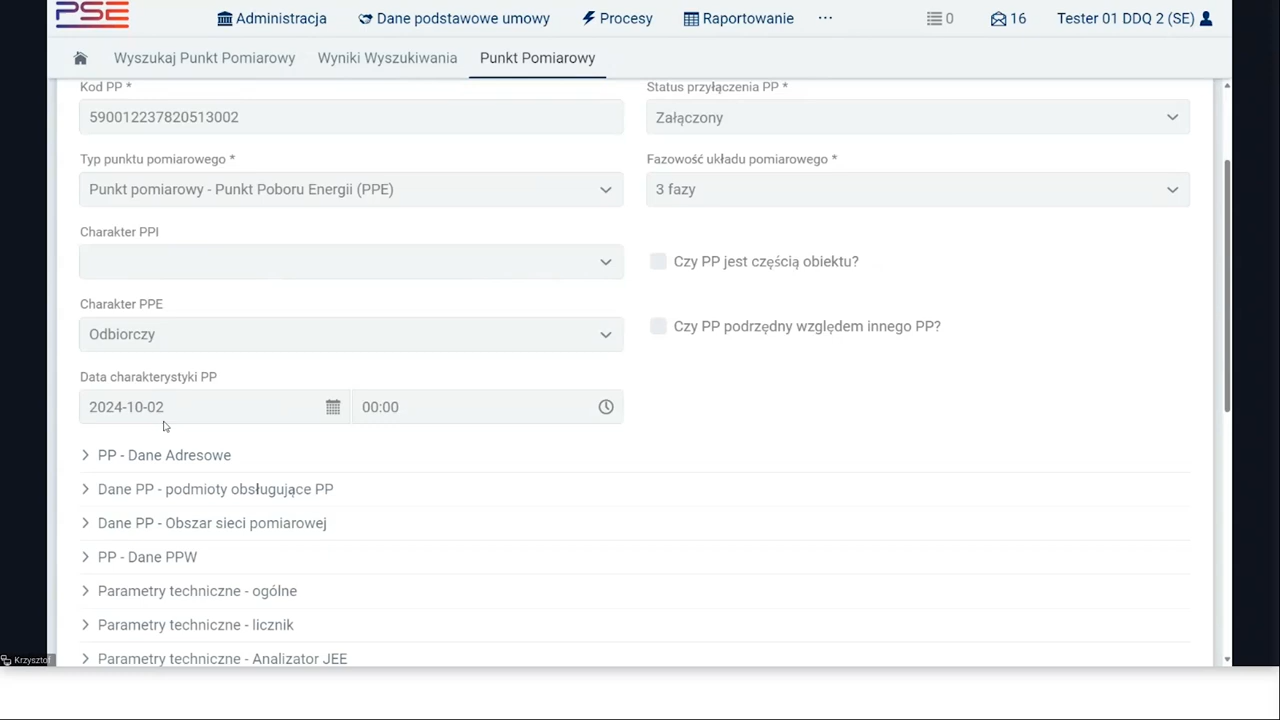 PSE
Administracja
Dane podstawowe umowy
Procesy
Raportowanie
...
0
16
Tester 01 DDQ 2 (SE)
Wyszukaj Punkt Pomiarowy
Wyniki Wyszukiwania
Punkt Pomiarowy
Kod PP *
Status przyłączenia PP *
590012237820513002
Załączony
Typ punktu pomiarowego *
Fazowość układu pomiarowego *
Punkt pomiarowy - Punkt Poboru Energii (PPE)
3 fazy
Charakter PPI
Czy PP jest częścią obiektu?
Charakter PPE
Odbiorczy
Czy PP podrzędny względem innego PP?
Data charakterystyki PP
2024-10-02
00:00
PP - Dane Adresowe
Dane PP - podmioty obsługujące PP
Dane PP - Obszar sieci pomiarowej
PP - Dane PPW
Parametry techniczne - ogólne
Parametry techniczne - licznik
Parametry techniczne - Analizator JEE
Krzysztof